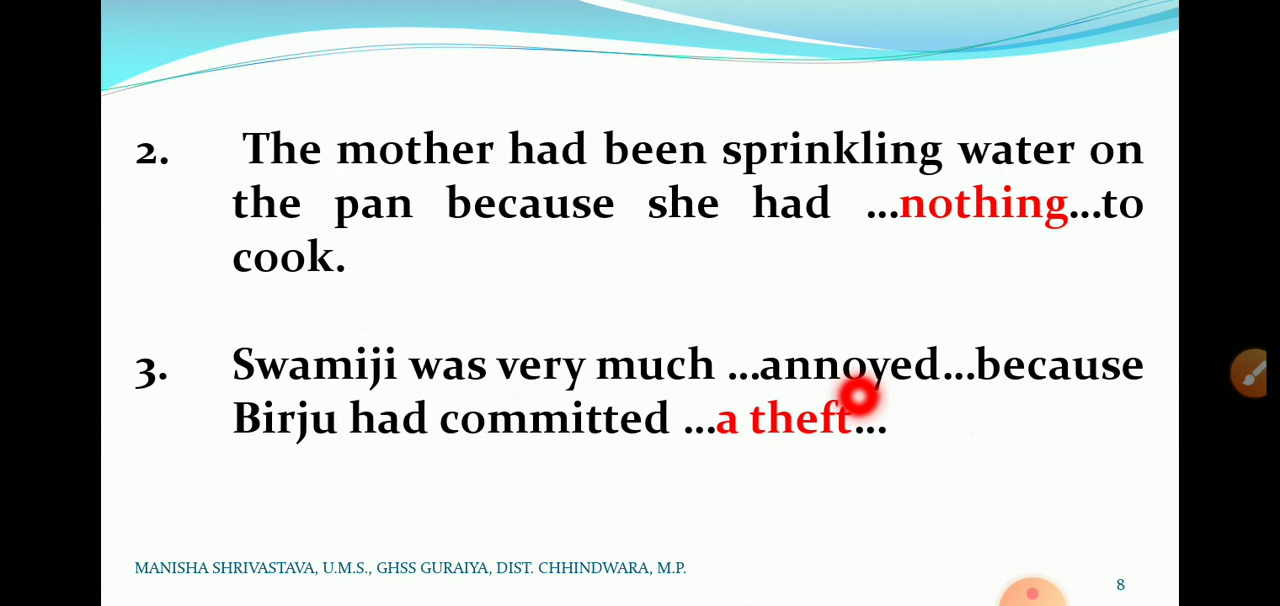 2. The mother had been sprinkling water on
the pan because she had ...nothing...to
cook.
3. Swamiji was very much ...annoyed...because
Birju had committed ...a theft...
MANISHA SHRIVASTAVA, U.M.S., GHSS GURAIYA, DIST. CHHINDWARA, M.P.
8